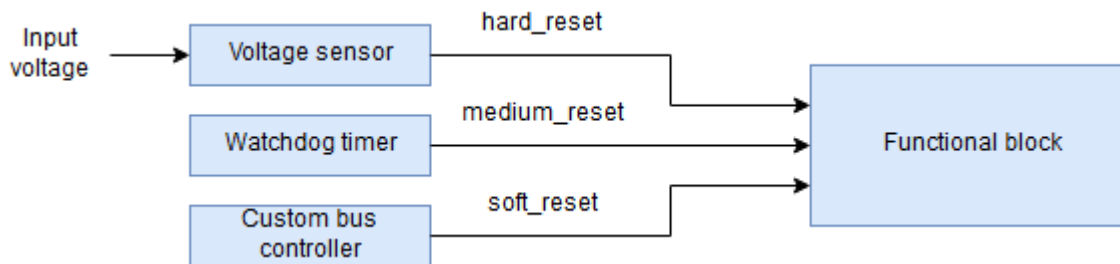 hard_reset
Input
voltage
Voltage sensor
medium_reset
Watchdog timer
Functional block
soft_reset
Custom bus
controller